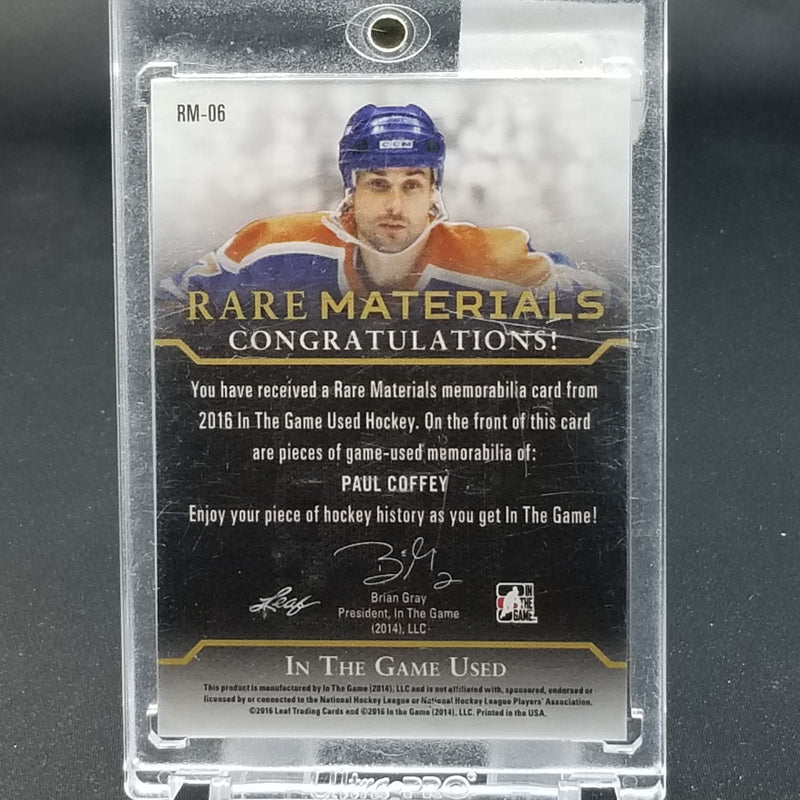 RM-06
CCM
RARE MATERIALS
CONGRATULATIONS!
You have received a Rare Materials memorabilia card from
2016 In The Game Used Hockey. On the front of this card
are pieces of game-used memorabilia of:
PAUL COFFEY
Enjoy your piece of hockey history as you get In The Game!
Leaf
Brian Gray
President, In The Game
(2014), LLC
IN
THE
GAME
IN THE GAME USED
This product is manufactured by In The Game (2014), LLC and is not affiliated with, sponsored, endorsed or
licensed by or connected to the National Hockey League or National Hockey League Players' Association.
©2016 Leaf Trading Cards and ©2016 In the Game (2014), LLC. Printed in the USA.
Ultra-PRO®